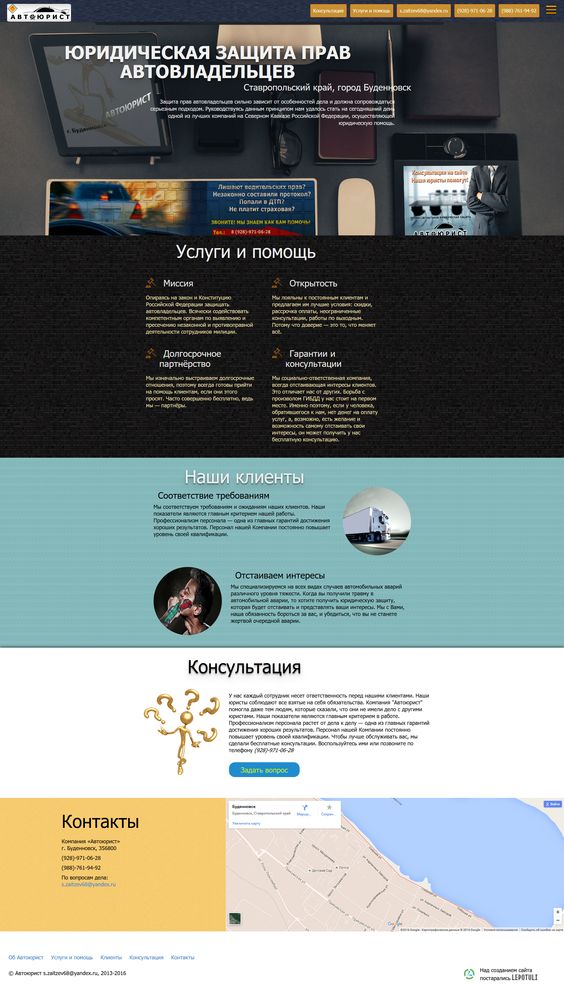 АВТОЮРИСТ
Консультация
Услуги и помощь
s.zaitzev68@yandex.ru
(928)-971-06-28
(988)-761-94-92
ЮРИДИЧЕСКАЯ ЗАЩИТА ПРАВ
АВТОВЛАДЕЛЬЦЕВ
Ставропольский край, город Буденновск
Защита прав автовладельцев сильно зависит от особенностей дела и должна сопровождаться
серьезным подходом. Руководствуясь данным принципом нам удалось стать на сегодняший день
одной из лучших компаний на Северном Кавказе Российской Федерации, осуществляющей
юридическую помощь.
АВТОЮРИСТ
г. Буденновск
Консультации на сайте
Наши юристы помогут!
АВТОЮРИСТ
Лишают водительских прав?
Незаконно составили протокол?
Попали в ДТП?
Не платит страховая?
ЗВОНИТЕ! МЫ ЗНАЕМ КАК ВАМ ПОМОЧЬ!
Тел.: 8 (928)-971-06-28
Услуги и помощь
Миссия
Опираясь на закон и Конституцию
Российской Федерации защищать
автовладельцев. Всячески содействовать
компетентным органам по выявлению и
пресечению незаконной и противоправной
деятельности сотрудников милиции.
Открытость
Мы лояльны к постоянным клиентам и
предлагаем им лучшие условия: скидки,
рассрочка оплаты, неограниченные
консультации, работы по выходным.
Потому что доверие — это то, что меняет
всё.
Долгосрочное
партнёрство
Мы изначально выстраиваем долгосрочные
отношения, поэтому всегда готовы прийти
на помощь клиентам, если они этого
просят. Часто совершенно бесплатно, ведь
мы — партнёры.
Гарантии и
консультации
Мы социально-ответственная компания,
всегда отстаивающая интересы клиентов.
Это отличает нас от других. Борьба с
произволом ГИБДД у нас стоит на первом
месте. Именно поэтому, если у человека,
обратившегося к нам, нет денег на оплату
услуг, а, возможно, есть желание и
возможность самому отстаивать свои
интересы, он может получить у нас
бесплатную консультацию.
Наши клиенты
Соответствие требованиям
Мы соответствуем требованиям и ожиданиям наших клиентов. Наши
показатели являются главным критерием нашей работы.
Профессионализм персонала — одна из главных гарантий достижения
хороших результатов. Персонал нашей Компании постоянно повышает
уровень своей квалификации.
Отстаиваем интересы
Мы специализируемся на всех видах случаев автомобильных аварий
различного уровня тяжести. Когда вы получили травму в
автомобильной аварии, то хотите получить юридическую защиту,
которая будет отстаивать и представлять ваши интересы. Мы с Вами,
наша обязанность бороться за вас, и убедиться, что вы не станете
жертвой очередной аварии.
Консультация
У нас каждый сотрудник несет ответственность перед нашими клиентами. Наши
юристы соблюдают все взятые на себя обязательства. Компания "Автоюрист"
помогла даже тем людям, которые сказали, что они не имели дело с другими
юристами. Наши показатели являются главным критерием в работе.
Профессионализм персонала растет от дела к делу — одна из главных гарантий
достижения хороших результатов. Персонал нашей Компании постоянно
повышает уровень своей квалификации. Чтобы лучше обслуживать вас, мы
сделали бесплатные консультации. Воспользуйтесь ими или позвоните по
телефону (928)-971-06-28
Задать вопрос
Контакты
Компания «Автоюрист»
г. Буденновск, 356800
(928)-971-06-28
(988)-761-94-92
По вопросам дела:
s.zaitzev68@yandex.ru
Буденновск
Буденновск, Ставропольский край
Увеличить карту
Войти
Об Автоюрист
Услуги и помощь
Клиенты
Консультация
Контакты
© Автоюрист s.zaitzev68@yandex.ru, 2013-2016
Над созданием сайта
постарались LEPOTULI